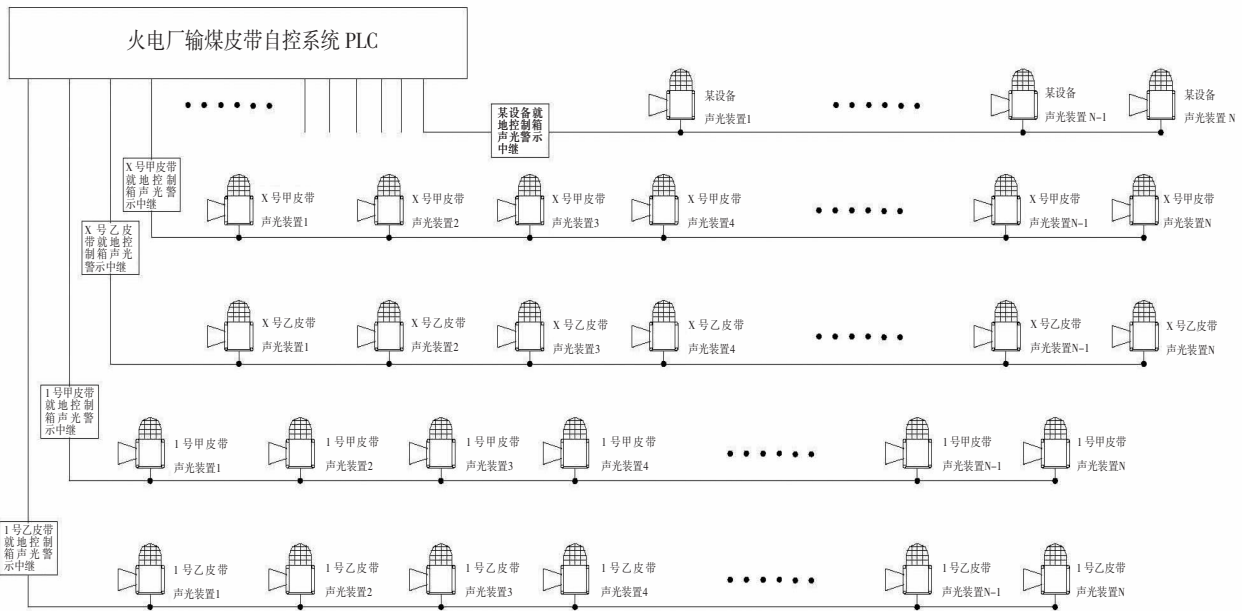 火电厂输煤皮带自控系统 PLC
某设备就
地控制箱
声光警示
中继
某设备
声光装置1
某设备
声光装置 N-1
某设备
声光装置 N
X 号甲皮带
就地控制
箱声光警
示中继
X 号甲皮带
声光装置1
X 号甲皮带
声光装置2
X 号甲皮带
声光装置3
X 号甲皮带
声光装置4
X 号甲皮带
声光装置N-1
X 号甲皮带
声光装置N
X 号乙皮
带就地控
制箱声光
警示中继
X 号乙皮带
声光装置1
X 号乙皮带
声光装置2
X 号乙皮带
声光装置3
X 号乙皮带
声光装置4
X 号乙皮带
声光装置N-1
X 号乙皮带
声光装置N
1 号甲皮带
就地控制
箱声光警
示中继
1 号甲皮带
声光装置1
1 号甲皮带
声光装置2
1 号甲皮带
声光装置3
1 号甲皮带
声光装置4
1 号甲皮带
声光装置N-1
1 号甲皮带
声光装置N
1 号乙皮带
就地控制
箱声光警
示中继
1 号乙皮带
声光装置1
1 号乙皮带
声光装置2
1 号乙皮带
声光装置3
1 号乙皮带
声光装置4
1 号乙皮带
声光装置N-1
1 号乙皮带
声光装置N